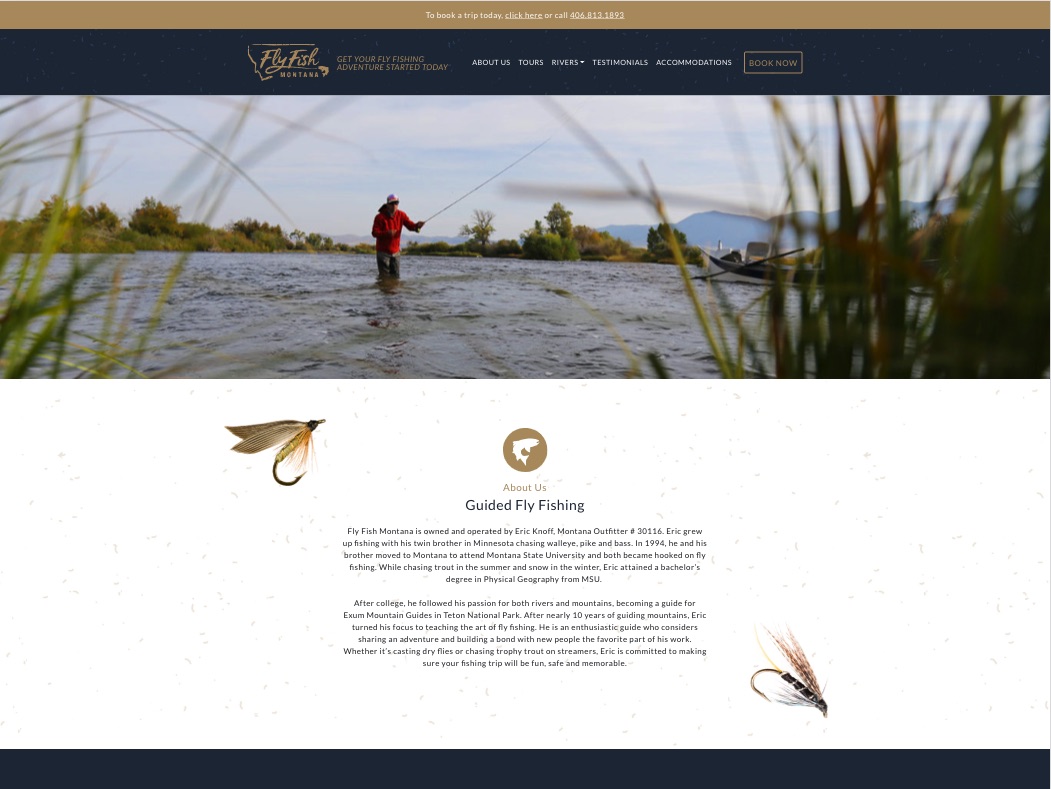 To book a trip today, click here or call 406.813.1893
Fly Fish
MONTANA
GET YOUR FLY FISHING
ADVENTURE STARTED TODAY
ABOUT US TOURS RIVERS TESTIMONIALS ACCOMMODATIONS BOOK NOW
About Us
Guided Fly Fishing
Fly Fish Montana is owned and operated by Eric Knoff, Montana Outfitter # 30116. Eric grew
up fishing with his twin brother in Minnesota chasing walleye, pike and bass. In 1994, he and his
brother moved to Montana to attend Montana State University and both became hooked on fly
fishing. While chasing trout in the summer and snow in the winter, Eric attained a bachelor's
degree in Physical Geography from MSU.
After college, he followed his passion for both rivers and mountains, becoming a guide for
Exum Mountain Guides in Teton National Park. After nearly 10 years of guiding mountains, Eric
turned his focus to teaching the art of fly fishing. He is an enthusiastic guide who considers
sharing an adventure and building a bond with new people the favorite part of his work.
Whether it's casting dry flies or chasing trophy trout on streamers, Eric is committed to making
sure your fishing trip will be fun, safe and memorable.